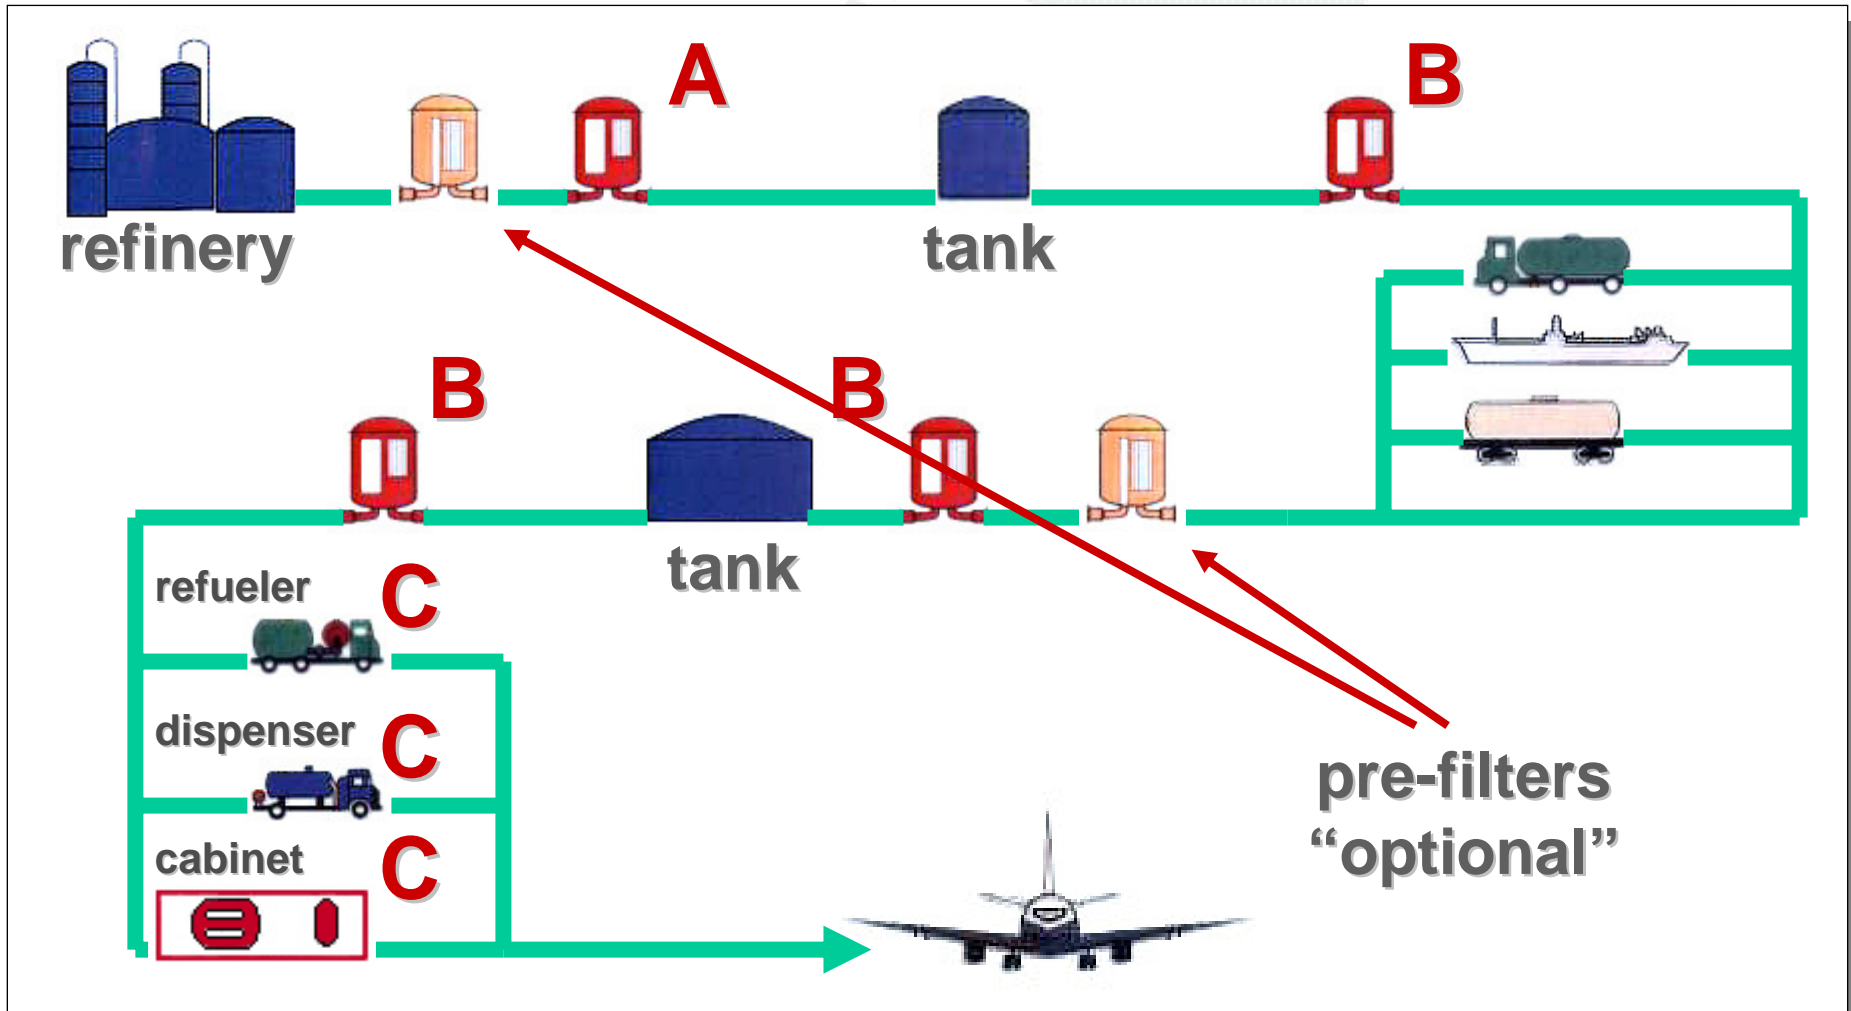 A
B
refinery
tank
B
B
tank
refueler
C
dispenser
C
cabinet
C
pre-filters
“optional”